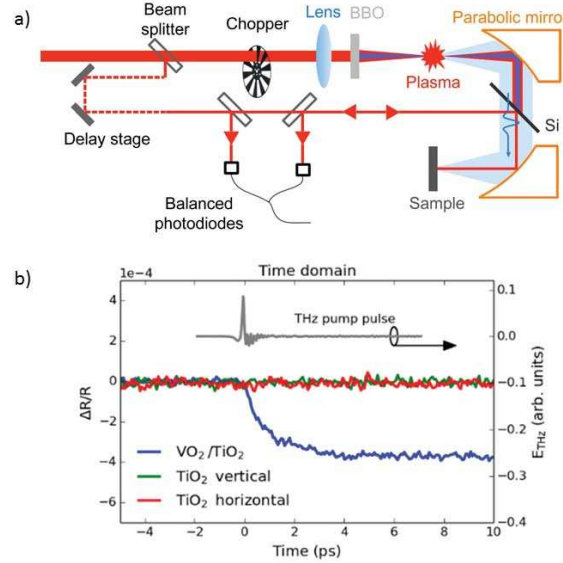 a)
Beam
splitter
Chopper
Lens
BBO
Parabolic mirro
Plasma
Delay stage
Si
Balanced
photodiodes
Sample
b)
1e−4
Time domain
4
2
0
−2
−4
−6
ΔR/R
THz pump pulse
0.1
0.0
−0.1
−0.2
−0.3
−0.4
E_THz (arb. units)
VO₂/TiO₂
TiO₂ vertical
TiO₂ horizontal
−4 −2 0 2 4 6 8 10
Time (ps)